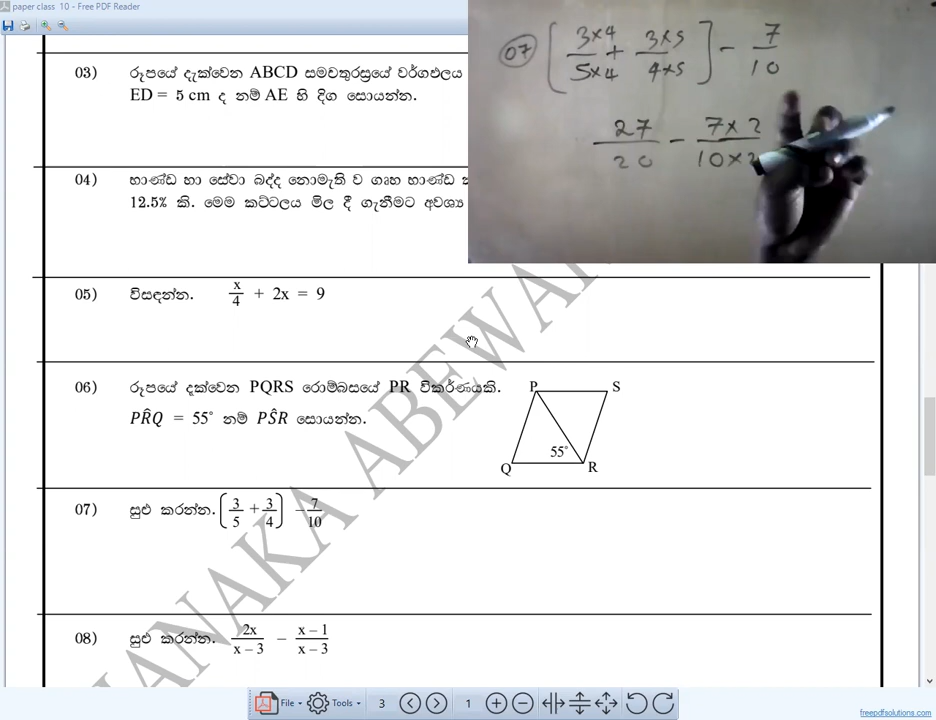 paper class 10 - Free PDF Reader
07 [ 3×4/5×4 + 3×5/4×5 ] - 7/10
27/20 - 7×2/10×2
03) රූපයේ දැක්වෙන ABCD සමචතුරස්‍රයේ වර්ගඵලය
ED = 5 cm ද නම් AE හි දිග සොයන්න.
04) භාණ්ඩ හා සේවා බද්ද නොමැති ව ගෘහ භාණ්ඩ
12.5% කි. මෙම කට්ටලය මිල දී ගැනීමට අවශ්‍ය
05) විසඳන්න. x/4 + 2x = 9
06) රූපයේ දැක්වෙන PQRS රොම්බසයේ PR විකර්ණයකි.
PR̂Q = 55° නම් PŜR සොයන්න.
P S
55°
Q R
07) සුළු කරන්න. (3/5 + 3/4) - 7/10
08) සුළු කරන්න. 2x/x – 3 – x – 1/x – 3
File Tools 3 1
freepdfsolutions.com